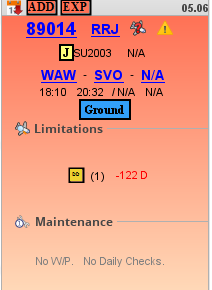 ADD EXP 05.06
89014 RRJ
J SU2003 N/A
WAW - SVO - N/A
18:10 20:32 / N/A N/A
Ground
Limitations
DD (1) -122 D
Maintenance
No W/P. No Daily Checks.